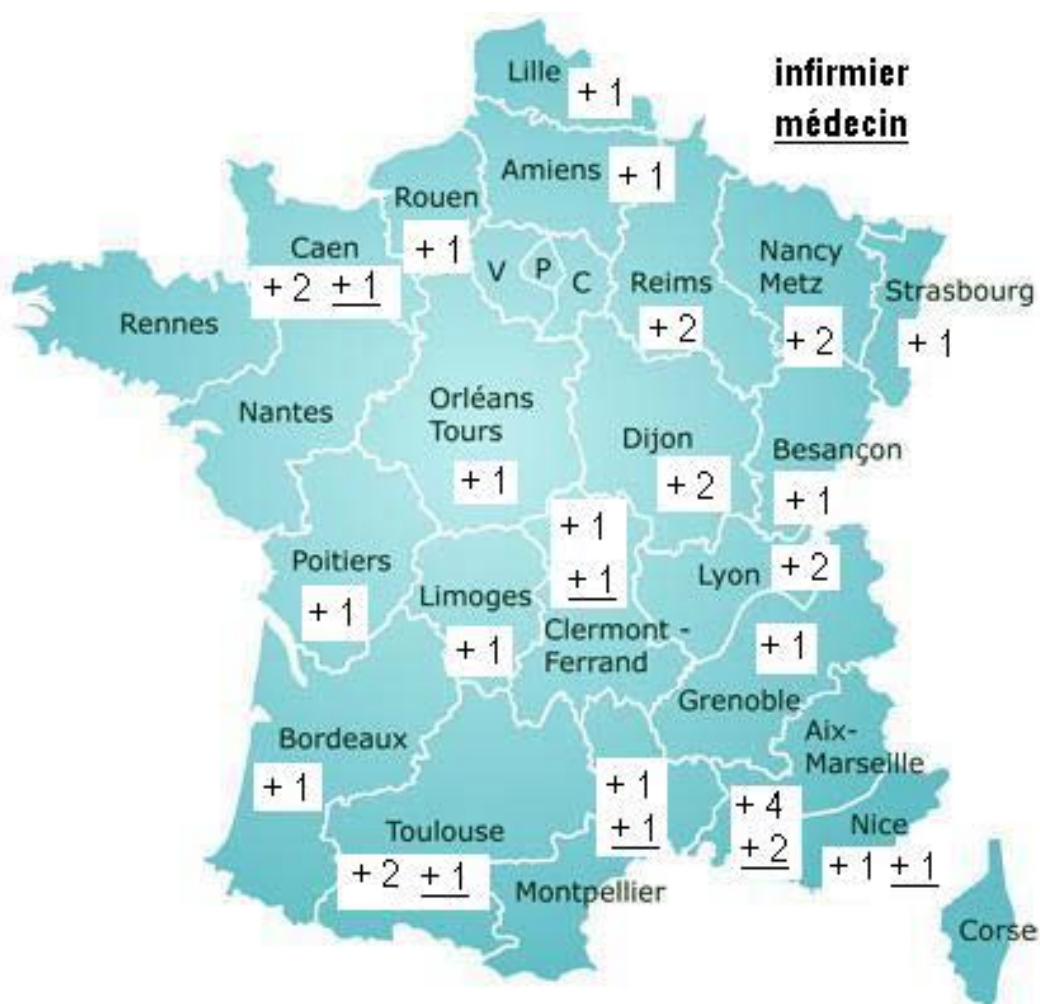 Lille
+ 1
infirmier
médecin
Amiens
+ 1
Rouen
+ 1
Caen
+ 2 + 1
V
P
C
Reims
+ 2
Nancy
Metz
+ 2
Strasbourg
+ 1
Rennes
Nantes
Orléans
Tours
+ 1
Dijon
+ 2
Besançon
+ 1
Poitiers
+ 1
Limoges
+ 1
+ 1
+ 1
Clermont -
Ferrand
Lyon
+ 2
+ 1
Grenoble
Aix-
Marseille
+ 4
+ 2
Bordeaux
+ 1
Toulouse
+ 2 + 1
+ 1
+ 1
Montpellier
Nice
+ 1 + 1
Corse